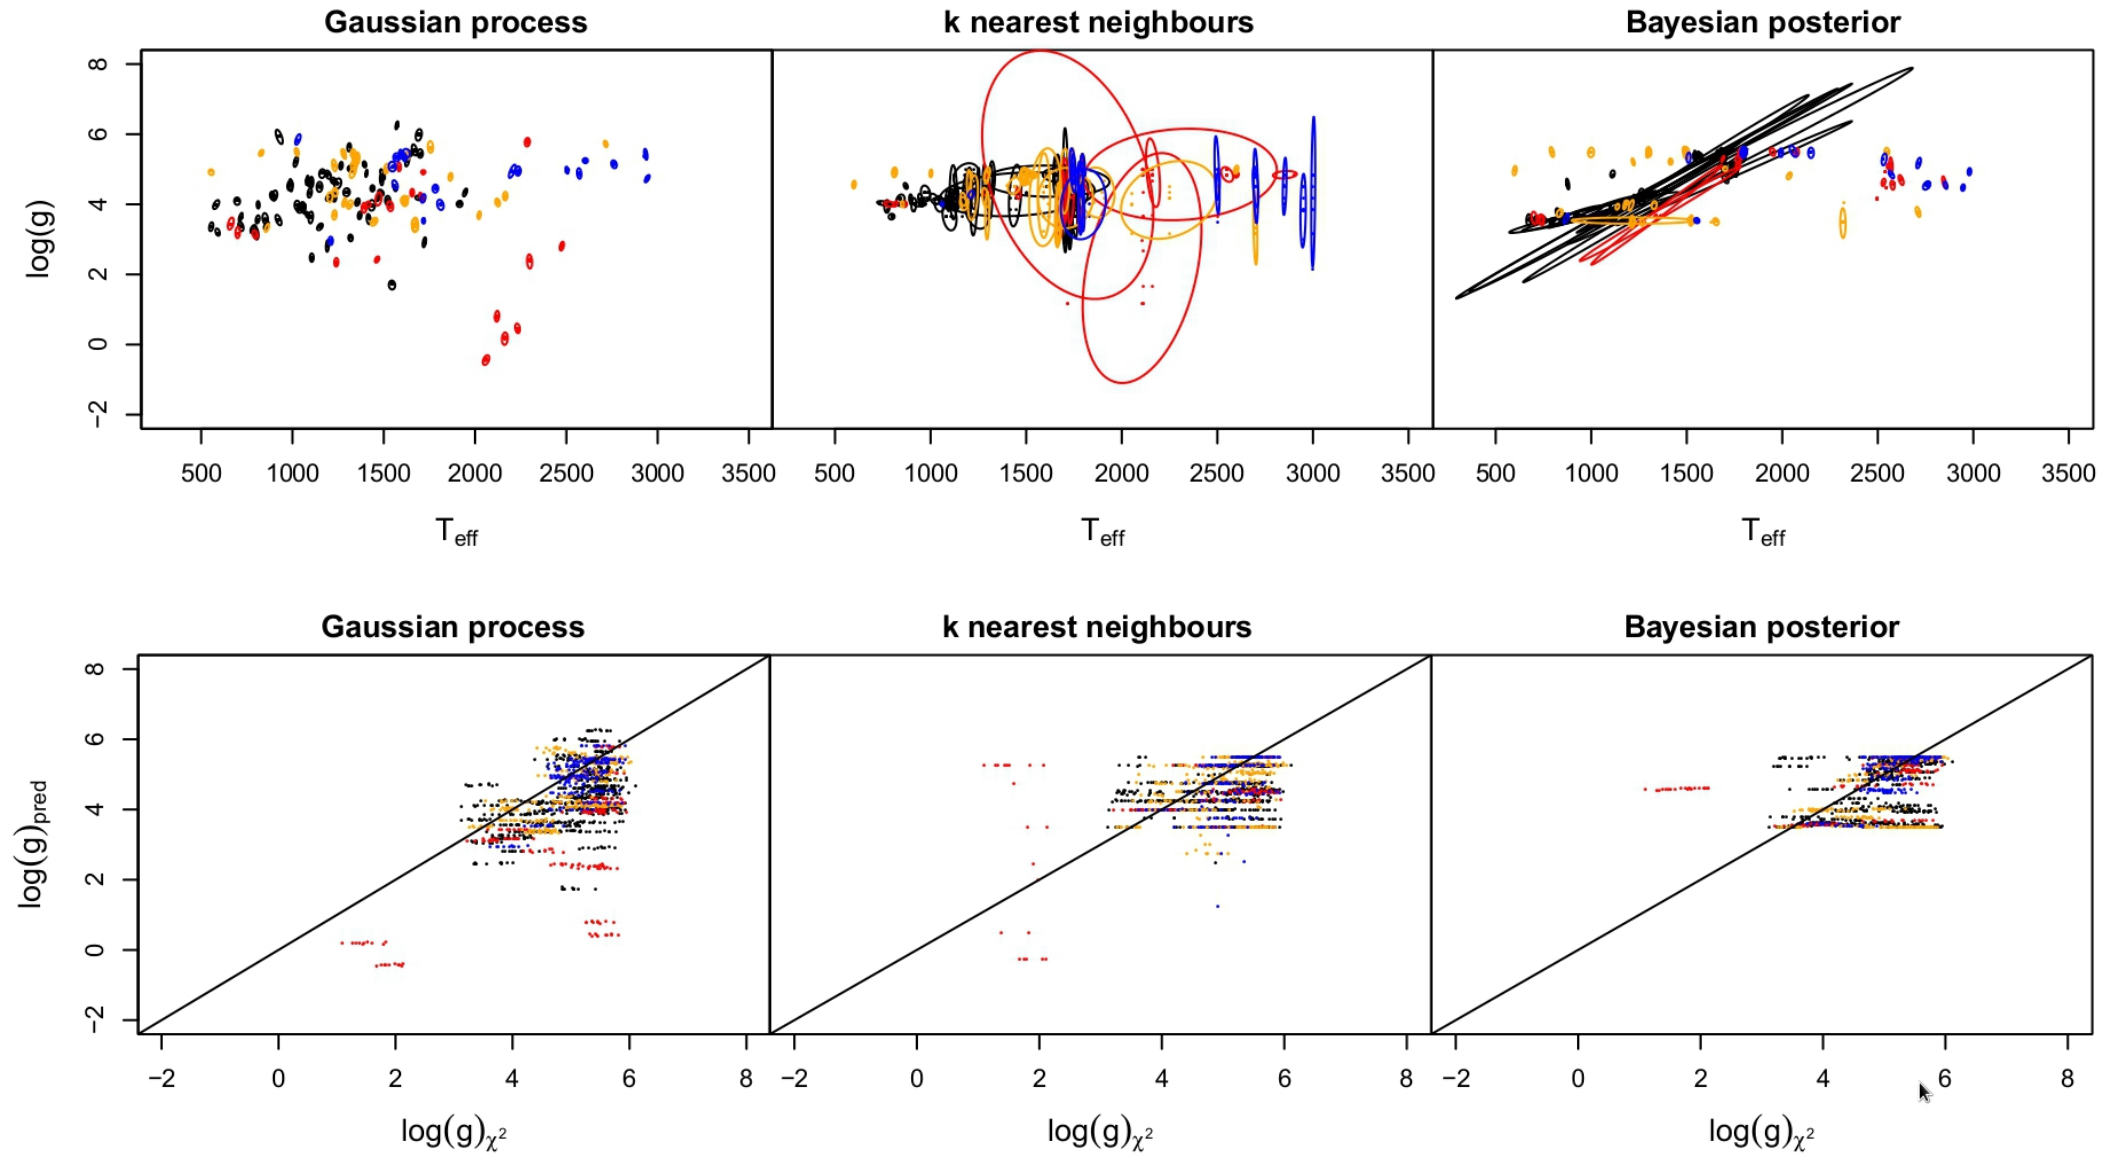 Gaussian process k nearest neighbours Bayesian posterior
8
6
4
2
0
−2
log(g)
500 1000 1500 2000 2500 3000 3500 500 1000 1500 2000 2500 3000 3500 500 1000 1500 2000 2500 3000 3500
Teff Teff Teff
Gaussian process k nearest neighbours Bayesian posterior
8
6
4
2
0
−2
log(g)pred
−2 0 2 4 6 8 −2 0 2 4 6 8 −2 0 2 4 6 8
log(g)χ² log(g)χ² log(g)χ²